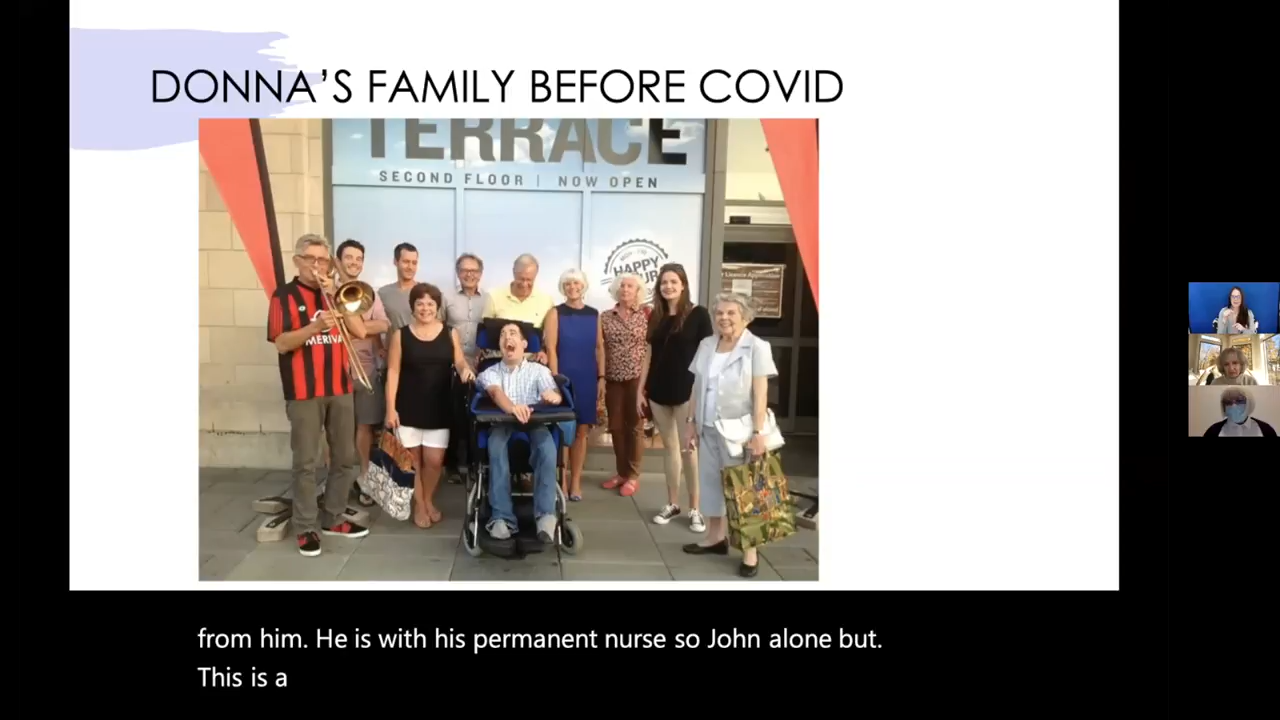 DONNA'S FAMILY BEFORE COVID
TERRACE
SECOND FLOOR | NOW OPEN
HAPPY
MERIVA
from him. He is with his permanent nurse so John alone but.
This is a